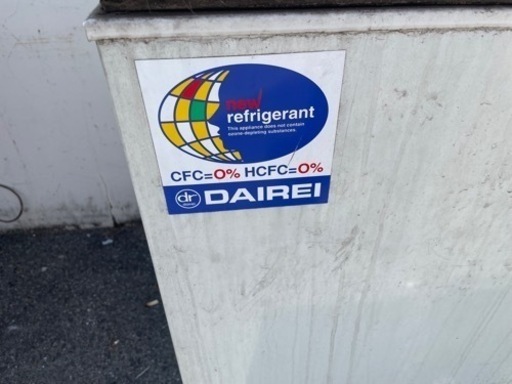 new
refrigerant
This appliance does not contain
ozone-depleting substances.
CFC=0% HCFC=0%
dr DAIREI